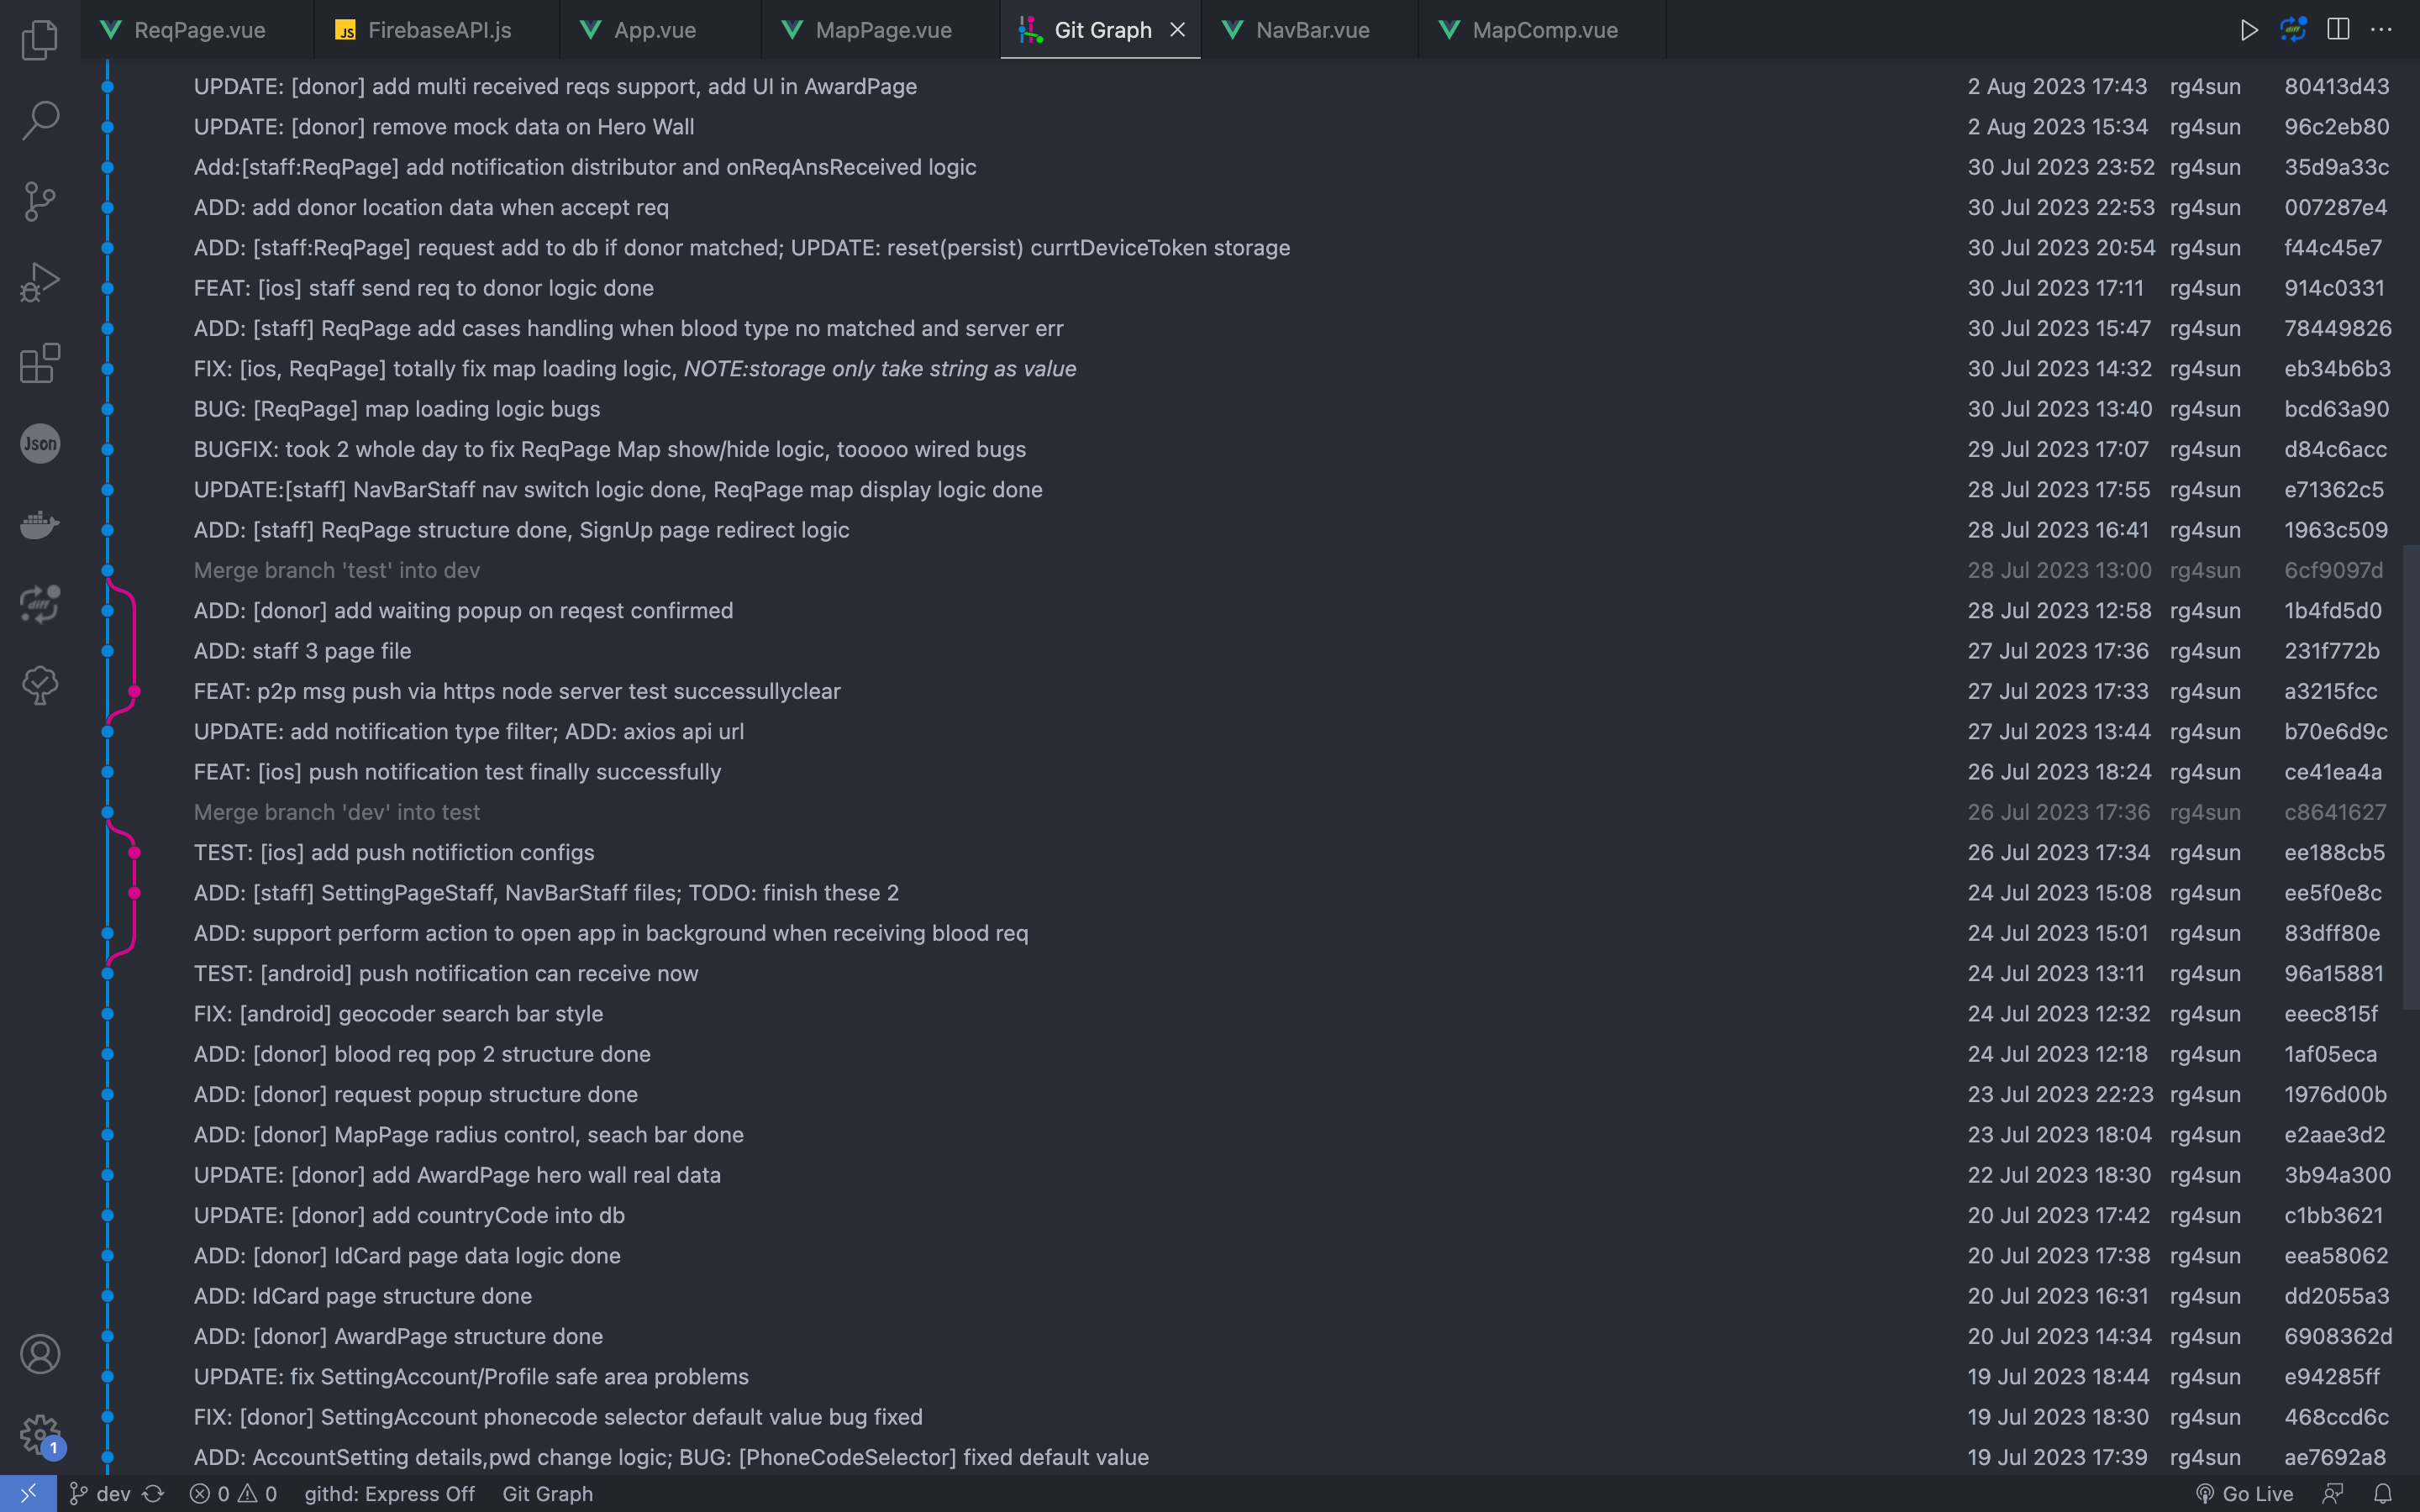 ReqPage.vue JS FirebaseAPI.js App.vue MapPage.vue Git Graph NavBar.vue MapComp.vue diff
UPDATE: [donor] add multi received reqs support, add UI in AwardPage 2 Aug 2023 17:43 rg4sun 80413d43
UPDATE: [donor] remove mock data on Hero Wall 2 Aug 2023 15:34 rg4sun 96c2eb80
Add:[staff:ReqPage] add notification distributor and onReqAnsReceived logic 30 Jul 2023 23:52 rg4sun 35d9a33c
ADD: add donor location data when accept req 30 Jul 2023 22:53 rg4sun 007287e4
ADD: [staff:ReqPage] request add to db if donor matched; UPDATE: reset(persist) currtDeviceToken storage 30 Jul 2023 20:54 rg4sun f44c45e7
FEAT: [ios] staff send req to donor logic done 30 Jul 2023 17:11 rg4sun 914c0331
ADD: [staff] ReqPage add cases handling when blood type no matched and server err 30 Jul 2023 15:47 rg4sun 78449826
FIX: [ios, ReqPage] totally fix map loading logic, NOTE:storage only take string as value 30 Jul 2023 14:32 rg4sun eb34b6b3
BUG: [ReqPage] map loading logic bugs 30 Jul 2023 13:40 rg4sun bcd63a90
Json
BUGFIX: took 2 whole day to fix ReqPage Map show/hide logic, tooooo wired bugs 29 Jul 2023 17:07 rg4sun d84c6acc
UPDATE:[staff] NavBarStaff nav switch logic done, ReqPage map display logic done 28 Jul 2023 17:55 rg4sun e71362c5
ADD: [staff] ReqPage structure done, SignUp page redirect logic 28 Jul 2023 16:41 rg4sun 1963c509
Merge branch 'test' into dev 28 Jul 2023 13:00 rg4sun 6cf9097d
diff
ADD: [donor] add waiting popup on reqest confirmed 28 Jul 2023 12:58 rg4sun 1b4fd5d0
ADD: staff 3 page file 27 Jul 2023 17:36 rg4sun 231f772b
FEAT: p2p msg push via https node server test successullyclear 27 Jul 2023 17:33 rg4sun a3215fcc
UPDATE: add notification type filter; ADD: axios api url 27 Jul 2023 13:44 rg4sun b70e6d9c
FEAT: [ios] push notification test finally successfully 26 Jul 2023 18:24 rg4sun ce41ea4a
Merge branch 'dev' into test 26 Jul 2023 17:36 rg4sun c8641627
TEST: [ios] add push notifiction configs 26 Jul 2023 17:34 rg4sun ee188cb5
ADD: [staff] SettingPageStaff, NavBarStaff files; TODO: finish these 2 24 Jul 2023 15:08 rg4sun ee5f0e8c
ADD: support perform action to open app in background when receiving blood req 24 Jul 2023 15:01 rg4sun 83dff80e
TEST: [android] push notification can receive now 24 Jul 2023 13:11 rg4sun 96a15881
FIX: [android] geocoder search bar style 24 Jul 2023 12:32 rg4sun eeec815f
ADD: [donor] blood req pop 2 structure done 24 Jul 2023 12:18 rg4sun 1af05eca
ADD: [donor] request popup structure done 23 Jul 2023 22:23 rg4sun 1976d00b
ADD: [donor] MapPage radius control, seach bar done 23 Jul 2023 18:04 rg4sun e2aae3d2
UPDATE: [donor] add AwardPage hero wall real data 22 Jul 2023 18:30 rg4sun 3b94a300
UPDATE: [donor] add countryCode into db 20 Jul 2023 17:42 rg4sun c1bb3621
ADD: [donor] IdCard page data logic done 20 Jul 2023 17:38 rg4sun eea58062
ADD: IdCard page structure done 20 Jul 2023 16:31 rg4sun dd2055a3
ADD: [donor] AwardPage structure done 20 Jul 2023 14:34 rg4sun 6908362d
UPDATE: fix SettingAccount/Profile safe area problems 19 Jul 2023 18:44 rg4sun e94285ff
FIX: [donor] SettingAccount phonecode selector default value bug fixed 19 Jul 2023 18:30 rg4sun 468ccd6c
1
ADD: AccountSetting details,pwd change logic; BUG: [PhoneCodeSelector] fixed default value 19 Jul 2023 17:39 rg4sun ae7692a8
dev 0 0 githd: Express Off Git Graph Go Live